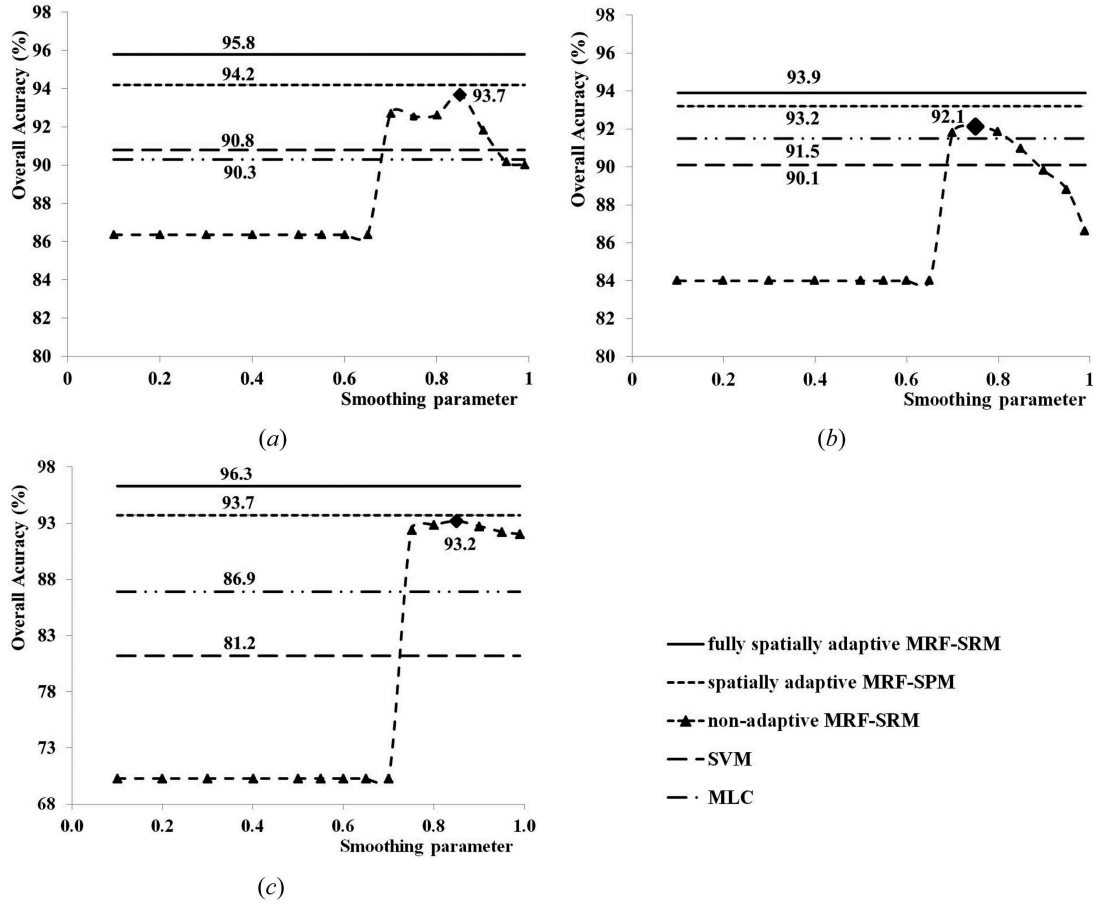 98
96
94
92
90
88
86
84
82
80
Overall Acuracy (%)
95.8
94.2
93.7
90.8
90.3
0 0.2 0.4 0.6 0.8 1
Smoothing parameter
(a)
98
96
94
92
90
88
86
84
82
80
Overall Acuracy (%)
93.9
93.2
92.1
91.5
90.1
0 0.2 0.4 0.6 0.8 1
Smoothing parameter
(b)
98
93
88
83
78
73
68
Overall Acuracy (%)
96.3
93.7
93.2
86.9
81.2
0.0 0.2 0.4 0.6 0.8 1.0
Smoothing parameter
(c)
fully spatially adaptive MRF-SRM
spatially adaptive MRF-SPM
non-adaptive MRF-SRM
SVM
MLC